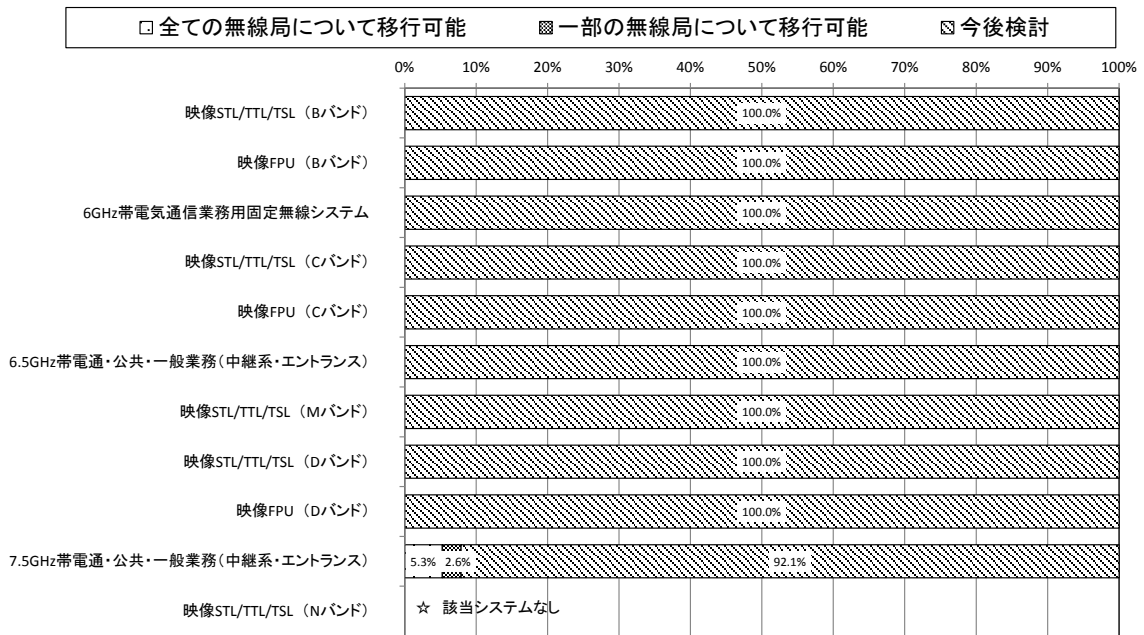 全ての無線局について移行可能 一部の無線局について移行可能 今後検討
0% 10% 20% 30% 40% 50% 60% 70% 80% 90% 100%
映像STL/TTL/TSL（Bバンド） 100.0%
映像FPU（Bバンド） 100.0%
6GHz帯電気通信業務用固定無線システム 100.0%
映像STL/TTL/TSL（Cバンド） 100.0%
映像FPU（Cバンド） 100.0%
6.5GHz帯電通・公共・一般業務（中継系・エントランス） 100.0%
映像STL/TTL/TSL（Mバンド） 100.0%
映像STL/TTL/TSL（Dバンド） 100.0%
映像FPU（Dバンド） 100.0%
7.5GHz帯電通・公共・一般業務（中継系・エントランス） 5.3% 2.6% 92.1%
映像STL/TTL/TSL（Nバンド） ☆ 該当システムなし